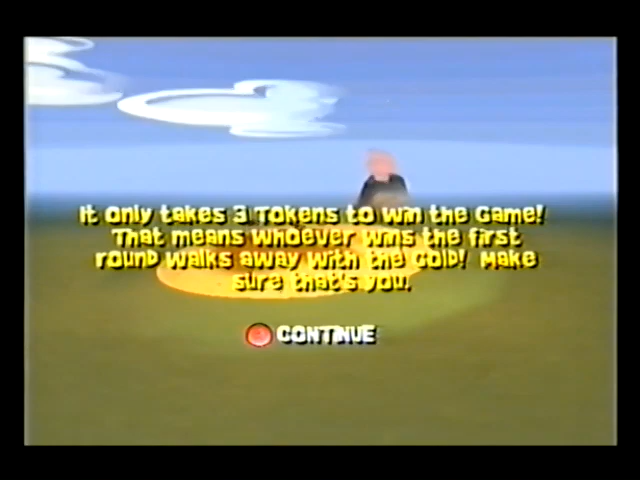 It only takes 3 Tokens to win the Game!
That means whoever wins the first
round walks away with the Gold!  Make
sure that's you.
CONTINUE